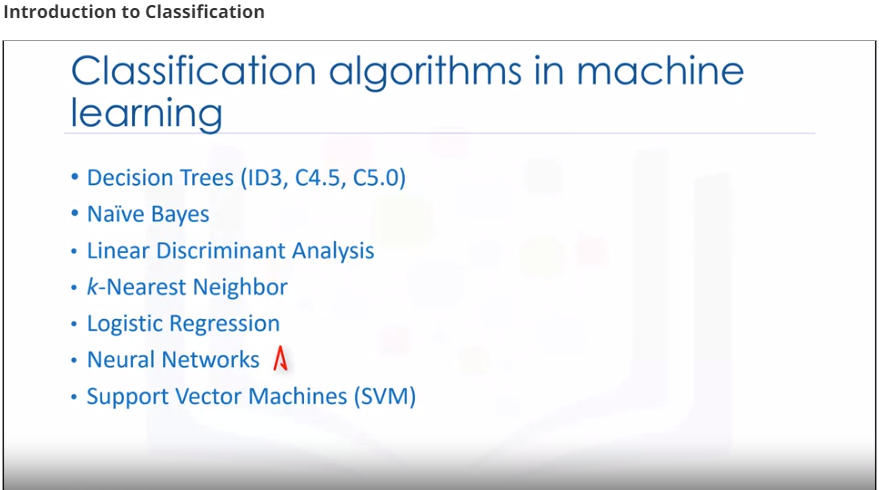 Introduction to Classification
Classification algorithms in machine
learning
• Decision Trees (ID3, C4.5, C5.0)
• Naïve Bayes
• Linear Discriminant Analysis
• k-Nearest Neighbor
• Logistic Regression
• Neural Networks
• Support Vector Machines (SVM)